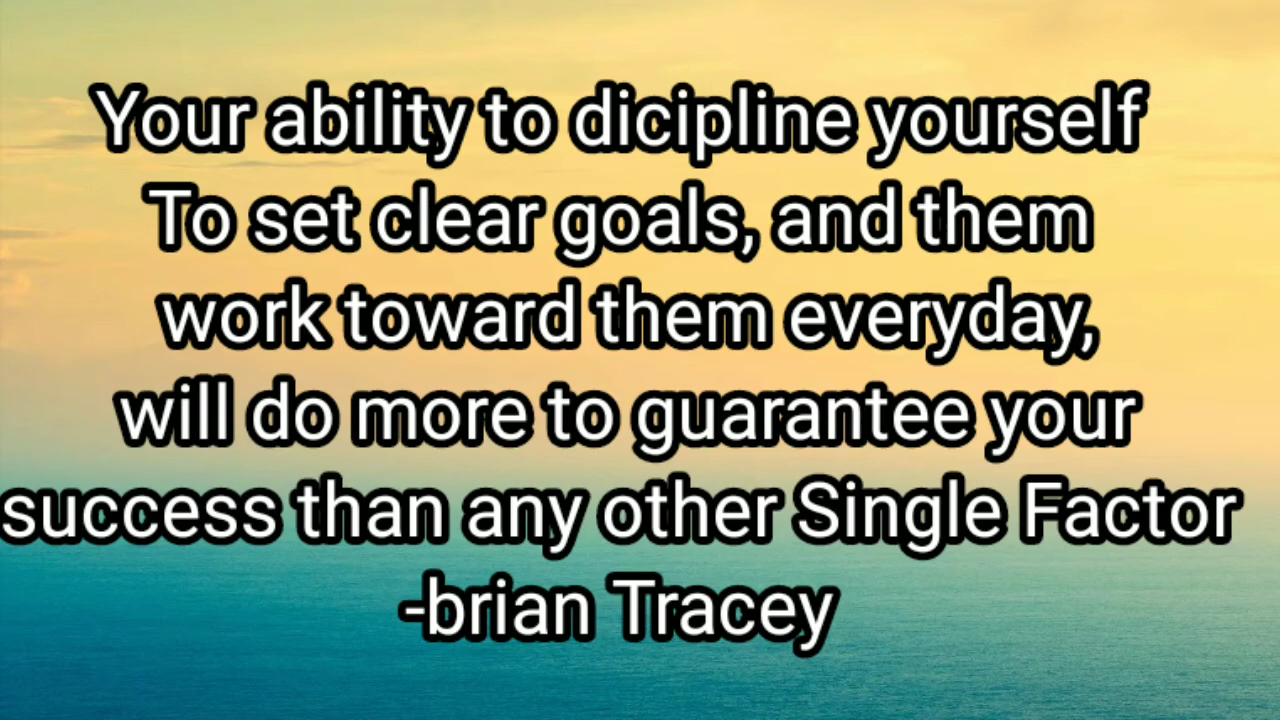 Your ability to dicipline yourself
To set clear goals, and them
work toward them everyday,
will do more to guarantee your
success than any other Single Factor
-brian Tracey